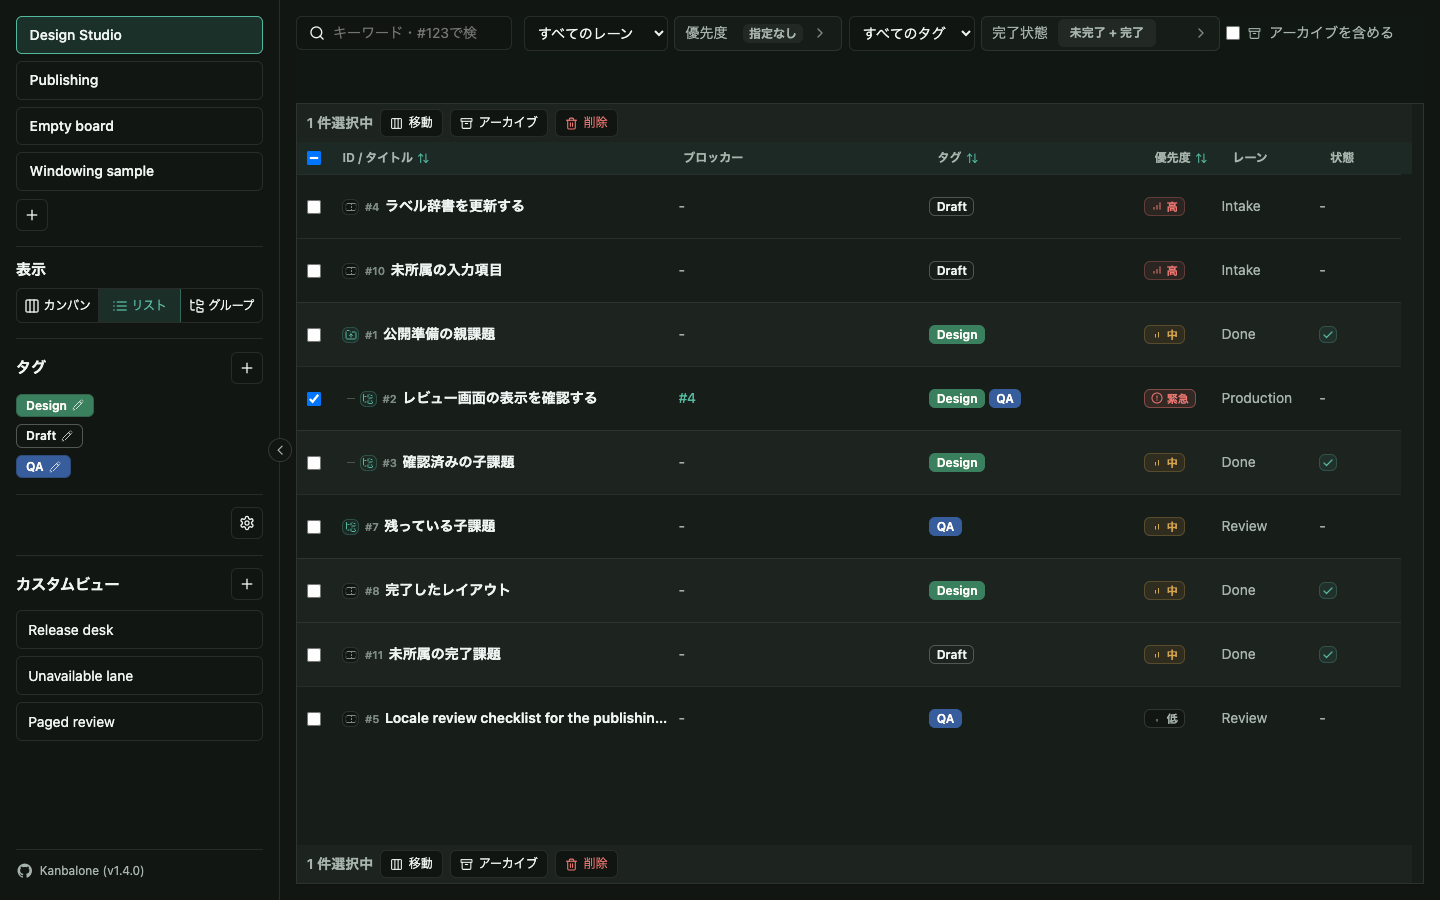 Design Studio
Publishing
Empty board
Windowing sample
表示
カンバン リスト グループ
タグ
Design
Draft
QA
カスタムビュー
Release desk
Unavailable lane
Paged review
Kanbalone (v1.4.0)
キーワード・#123で検 すべてのレーン 優先度 指定なし すべてのタグ 完了状態 未完了 + 完了 アーカイブを含める
1 件選択中 移動 アーカイブ 削除
ID / タイトル ブロッカー タグ 優先度 レーン 状態
#4 ラベル辞書を更新する - Draft 高 Intake -
#10 未所属の入力項目 - Draft 高 Intake -
#1 公開準備の親課題 - Design 中 Done
#2 レビュー画面の表示を確認する #4 Design QA 緊急 Production -
#3 確認済みの子課題 - Design 中 Done
#7 残っている子課題 - QA 中 Review -
#8 完了したレイアウト - Design 中 Done
#11 未所属の完了課題 - Draft 中 Done
#5 Locale review checklist for the publishin... - QA 低 Review -
1 件選択中 移動 アーカイブ 削除